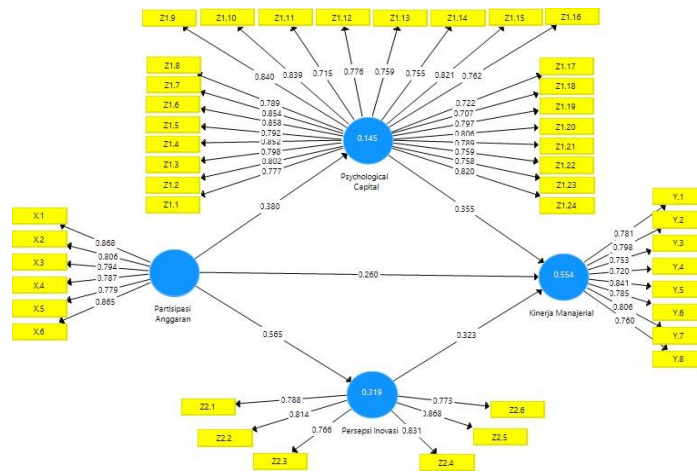 Z1.9 Z1.10 Z1.11 Z1.12 Z1.13 Z1.14 Z1.15 Z1.16
0.840 0.839 0.715 0.776 0.759 0.755 0.821 0.762
Z1.8
Z1.7
Z1.6
Z1.5
Z1.4
Z1.3
Z1.2
Z1.1
0.789
0.854
0.858
0.792
0.852
0.798
0.802
0.777
0.145
Psychological
Capital
0.722
0.707
0.797
0.806
0.789
0.759
0.758
0.820
Z1.17
Z1.18
Z1.19
Z1.20
Z1.21
Z1.22
Z1.23
Z1.24
0.380
0.355
X.1
X.2
X.3
X.4
X.5
X.6
0.868
0.806
0.794
0.787
0.779
0.865
Partisipasi
Anggaran
0.260
0.554
Kinerja Manajerial
0.781
0.798
0.753
0.720
0.841
0.785
0.806
0.760
Y.1
Y.2
Y.3
Y.4
Y.5
Y.6
Y.7
Y.8
0.565
0.323
0.319
Persepsi inovasi
Z2.1
Z2.2
Z2.3
0.788
0.814
0.766
0.773
0.868
0.831
Z2.6
Z2.5
Z2.4